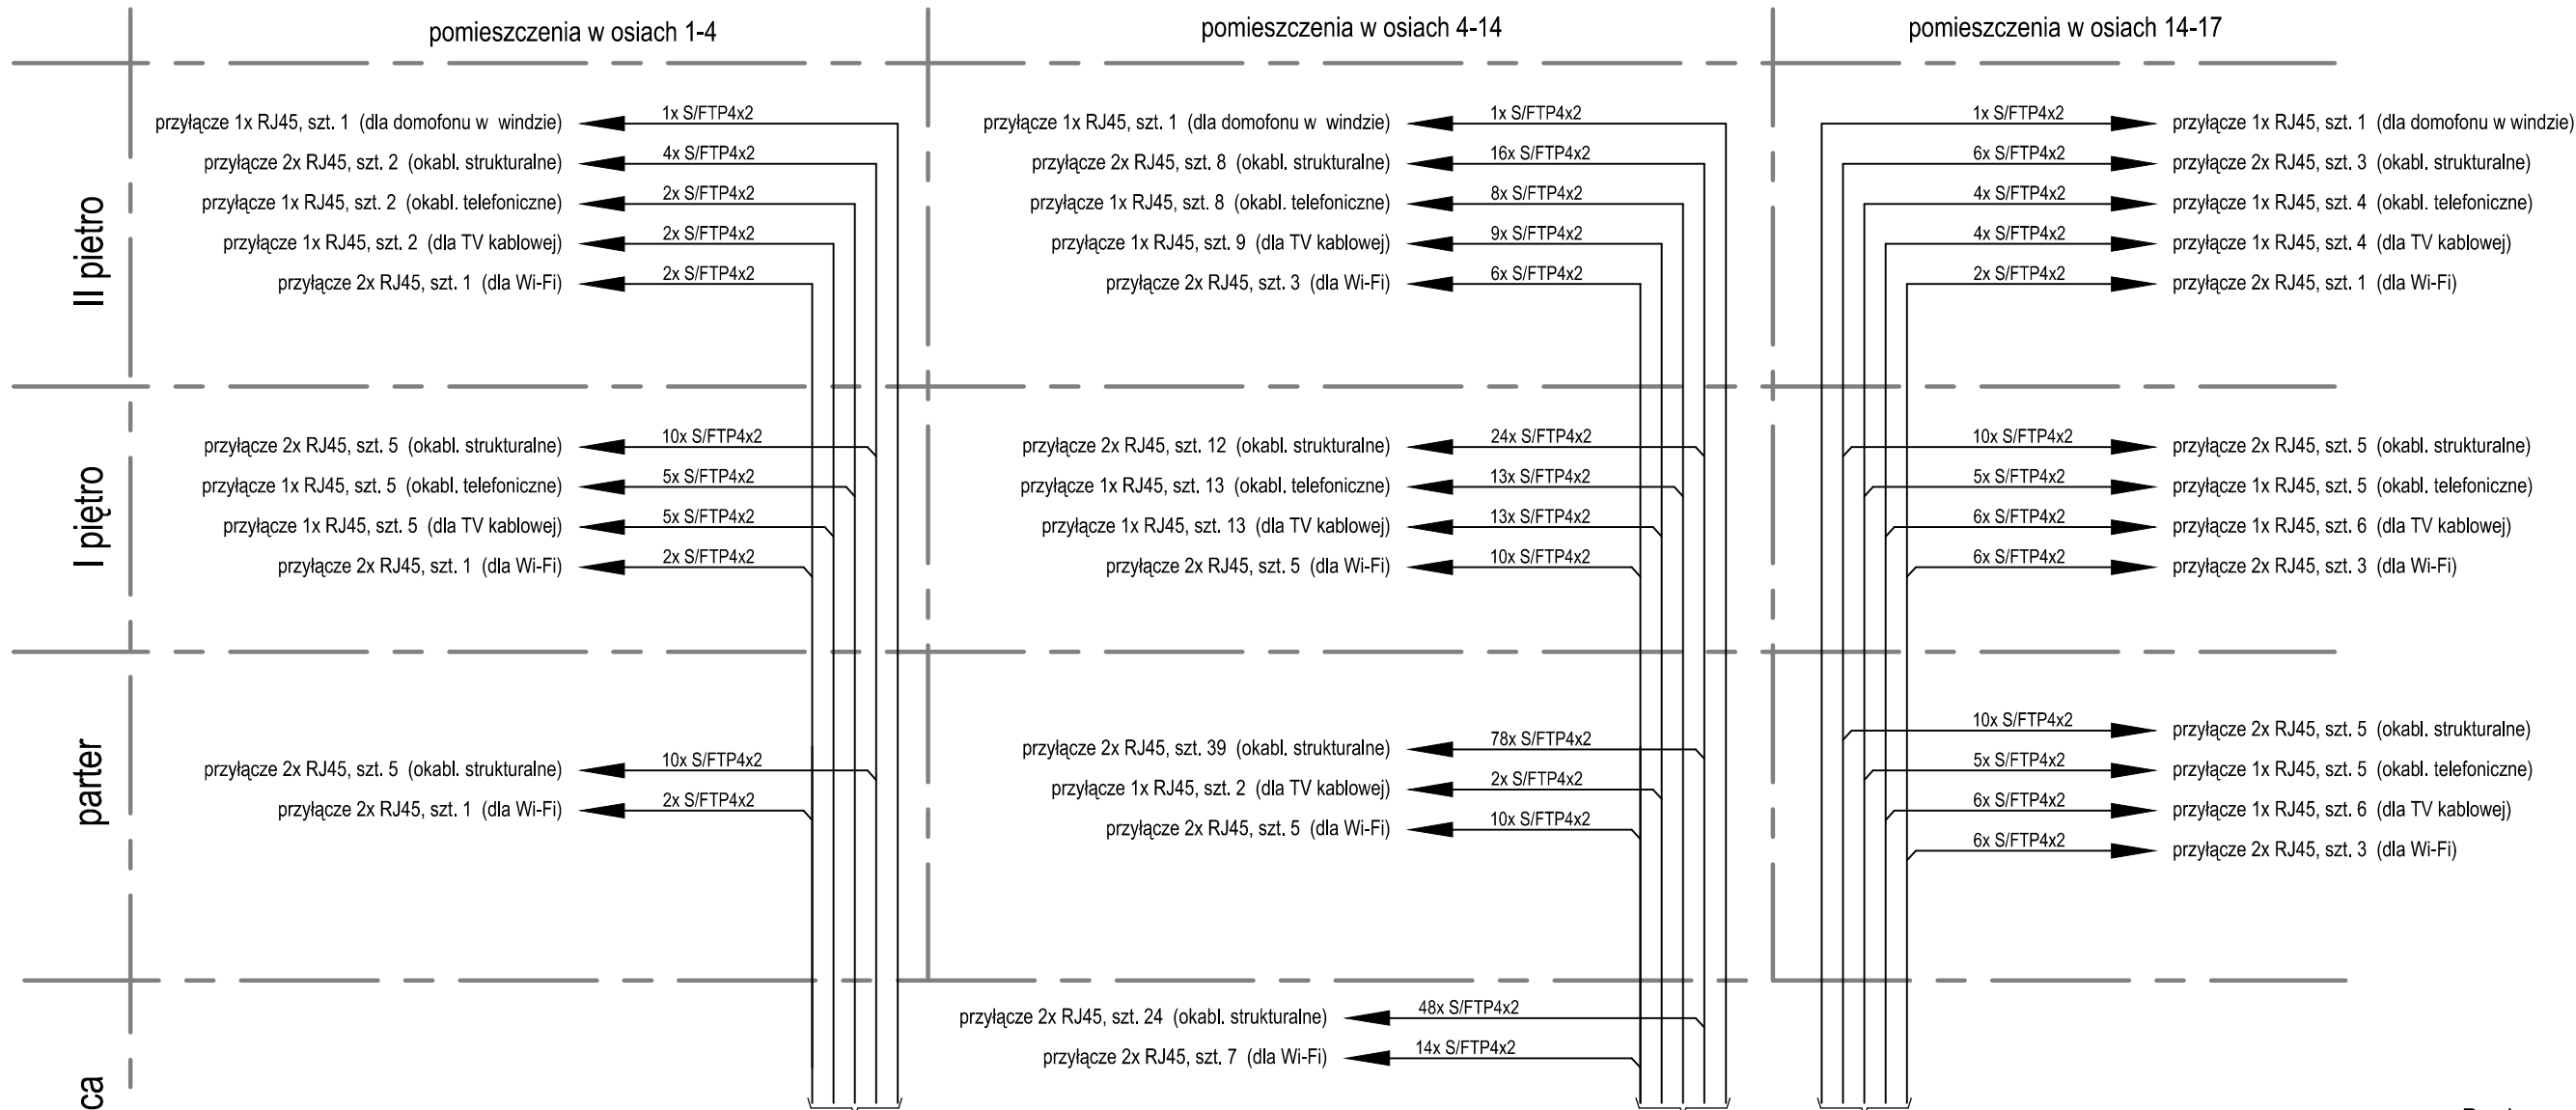 pomieszczenia w osiach 1-4
pomieszczenia w osiach 4-14
pomieszczenia w osiach 14-17
II pietro
przyłącze 1x RJ45, szt. 1 (dla domofonu w windzie)
1x S/FTP4x2
przyłącze 2x RJ45, szt. 2 (okabl. strukturalne)
4x S/FTP4x2
przyłącze 1x RJ45, szt. 2 (okabl. telefoniczne)
2x S/FTP4x2
przyłącze 1x RJ45, szt. 2 (dla TV kablowej)
2x S/FTP4x2
przyłącze 2x RJ45, szt. 1 (dla Wi-Fi)
2x S/FTP4x2
przyłącze 1x RJ45, szt. 1 (dla domofonu w windzie)
1x S/FTP4x2
przyłącze 2x RJ45, szt. 8 (okabl. strukturalne)
16x S/FTP4x2
przyłącze 1x RJ45, szt. 8 (okabl. telefoniczne)
8x S/FTP4x2
przyłącze 1x RJ45, szt. 9 (dla TV kablowej)
9x S/FTP4x2
przyłącze 2x RJ45, szt. 3 (dla Wi-Fi)
6x S/FTP4x2
1x S/FTP4x2
przyłącze 1x RJ45, szt. 1 (dla domofonu w windzie)
6x S/FTP4x2
przyłącze 2x RJ45, szt. 3 (okabl. strukturalne)
4x S/FTP4x2
przyłącze 1x RJ45, szt. 4 (okabl. telefoniczne)
4x S/FTP4x2
przyłącze 1x RJ45, szt. 4 (dla TV kablowej)
2x S/FTP4x2
przyłącze 2x RJ45, szt. 1 (dla Wi-Fi)
I piętro
przyłącze 2x RJ45, szt. 5 (okabl. strukturalne)
10x S/FTP4x2
przyłącze 1x RJ45, szt. 5 (okabl. telefoniczne)
5x S/FTP4x2
przyłącze 1x RJ45, szt. 5 (dla TV kablowej)
5x S/FTP4x2
przyłącze 2x RJ45, szt. 1 (dla Wi-Fi)
2x S/FTP4x2
przyłącze 2x RJ45, szt. 12 (okabl. strukturalne)
24x S/FTP4x2
przyłącze 1x RJ45, szt. 13 (okabl. telefoniczne)
13x S/FTP4x2
przyłącze 1x RJ45, szt. 13 (dla TV kablowej)
13x S/FTP4x2
przyłącze 2x RJ45, szt. 5 (dla Wi-Fi)
10x S/FTP4x2
10x S/FTP4x2
przyłącze 2x RJ45, szt. 5 (okabl. strukturalne)
5x S/FTP4x2
przyłącze 1x RJ45, szt. 5 (okabl. telefoniczne)
6x S/FTP4x2
przyłącze 1x RJ45, szt. 6 (dla TV kablowej)
6x S/FTP4x2
przyłącze 2x RJ45, szt. 3 (dla Wi-Fi)
parter
przyłącze 2x RJ45, szt. 5 (okabl. strukturalne)
10x S/FTP4x2
przyłącze 2x RJ45, szt. 1 (dla Wi-Fi)
2x S/FTP4x2
przyłącze 2x RJ45, szt. 39 (okabl. strukturalne)
78x S/FTP4x2
przyłącze 1x RJ45, szt. 2 (dla TV kablowej)
2x S/FTP4x2
przyłącze 2x RJ45, szt. 5 (dla Wi-Fi)
10x S/FTP4x2
10x S/FTP4x2
przyłącze 2x RJ45, szt. 5 (okabl. strukturalne)
5x S/FTP4x2
przyłącze 1x RJ45, szt. 5 (okabl. telefoniczne)
6x S/FTP4x2
przyłącze 1x RJ45, szt. 6 (dla TV kablowej)
6x S/FTP4x2
przyłącze 2x RJ45, szt. 3 (dla Wi-Fi)
ca
przyłącze 2x RJ45, szt. 24 (okabl. strukturalne)
48x S/FTP4x2
przyłącze 2x RJ45, szt. 7 (dla Wi-Fi)
14x S/FTP4x2